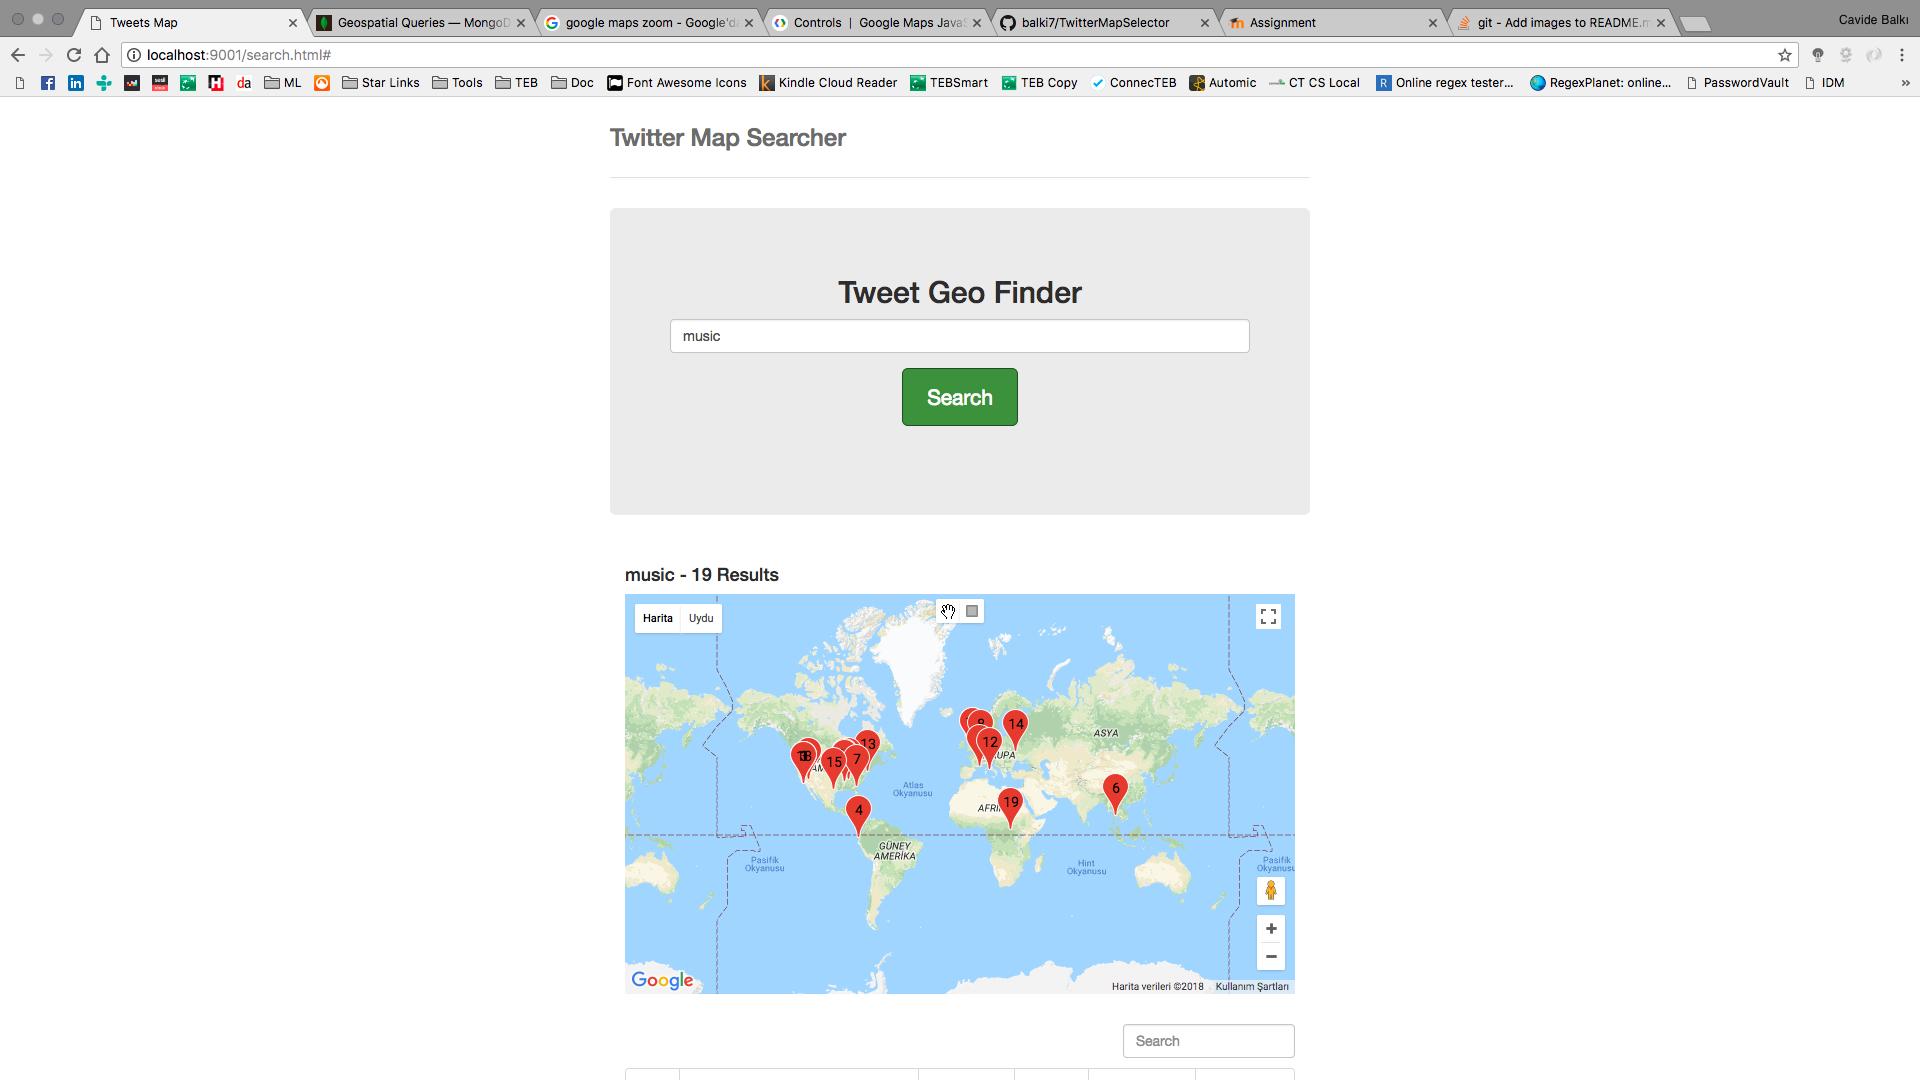 Tweets Map
Geospatial Queries — MongoD
google maps zoom - Google'da
Controls | Google Maps JavaS
balki7/TwitterMapSelector
Assignment
git - Add images to README.m
Cavide Balkı
localhost:9001/search.html#
ML
Star Links
Tools
TEB
Doc
Font Awesome Icons
Kindle Cloud Reader
TEBSmart
TEB Copy
ConnecTEB
Automic
CT CS Local
Online regex tester...
RegexPlanet: online...
PasswordVault
IDM
»
Twitter Map Searcher
Tweet Geo Finder
music
Search
music - 19 Results
Harita
Uydu
14
ASYA
13
12
15
7
Atlas
Okyanusu
6
19
4
GÜNEY
AMERİKA
Pasifik
Okyanusu
Hint
Okyanusu
Pasifik
Okyanusu
+
−
Google
Harita verileri ©2018
Kullanım Şartları
Search